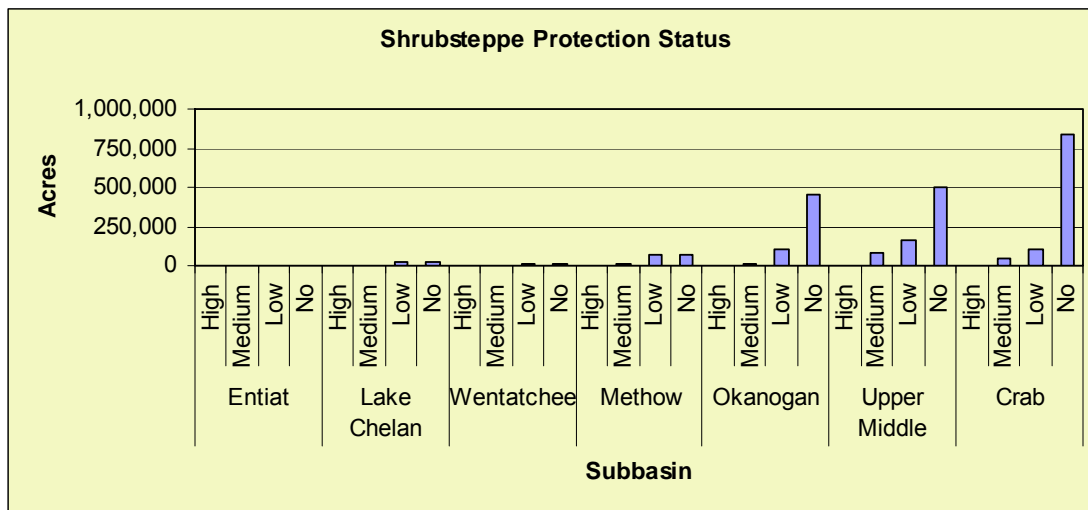 Shrubsteppe Protection Status
Acres
1,000,000
750,000
500,000
250,000
0
High Medium Low No High Medium Low No High Medium Low No High Medium Low No High Medium Low No High Medium Low No High Medium Low No
Entiat Lake Wentatchee Methow Okanogan Upper Crab
Chelan Middle
Subbasin